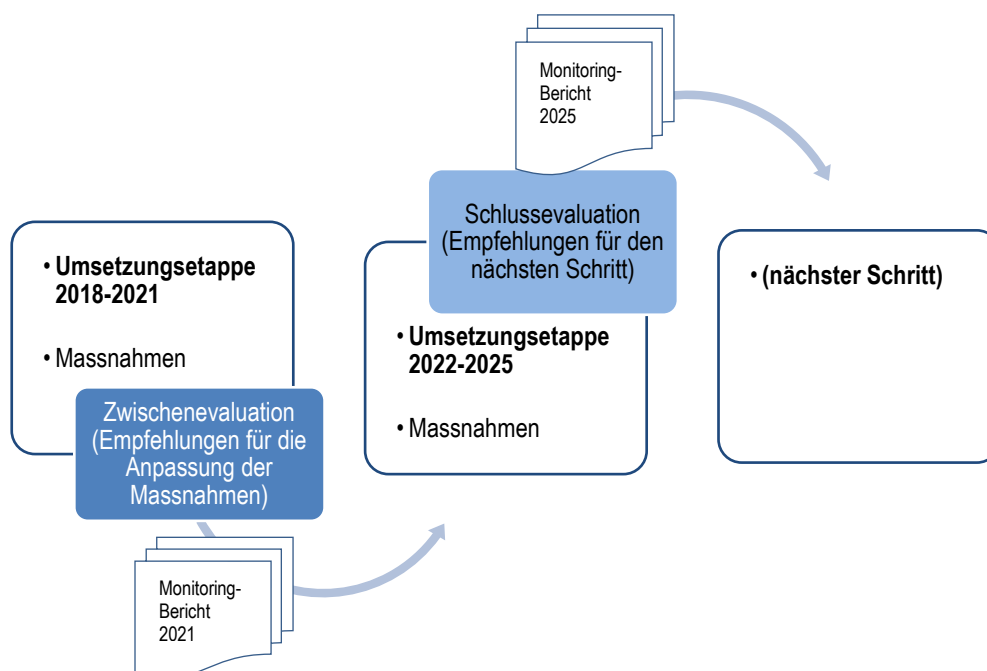 • Umsetzungsetappe
2018-2021
• Massnahmen
Zwischenevaluation
(Empfehlungen für die
Anpassung der
Massnahmen)
Monitoring-
Bericht
2021
Monitoring-
Bericht
2025
Schlussevaluation
(Empfehlungen für den
nächsten Schritt)
• Umsetzungsetappe
2022-2025
• Massnahmen
• (nächster Schritt)